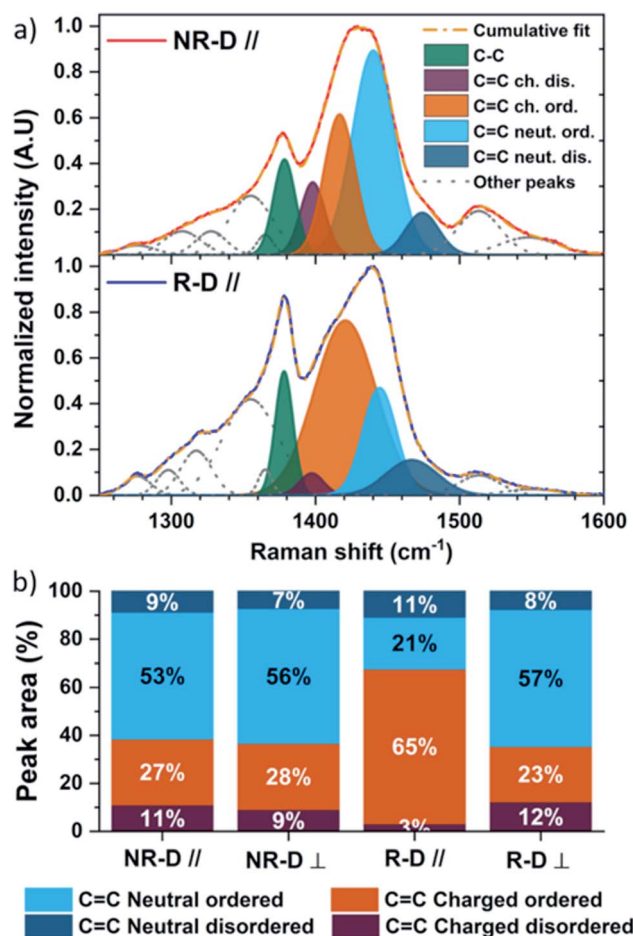 a)
NR-D //
Cumulative fit
C-C
C=C ch. dis.
C=C ch. ord.
C=C neut. ord.
C=C neut. dis.
Other peaks
1.0
0.8
0.6
0.4
0.2
R-D //
1.0
0.8
0.6
0.4
0.2
0.0
Normalized intensity (A.U)
1300 1400 1500 1600
Raman shift (cm⁻¹)
b)
Peak area (%)
100
80
60
40
20
0
9% 7% 11% 8%
53% 56% 21% 57%
27% 28% 65% 23%
11% 9% 3% 12%
NR-D // NR-D ⊥ R-D // R-D ⊥
C=C Neutral ordered C=C Charged ordered
C=C Neutral disordered C=C Charged disordered